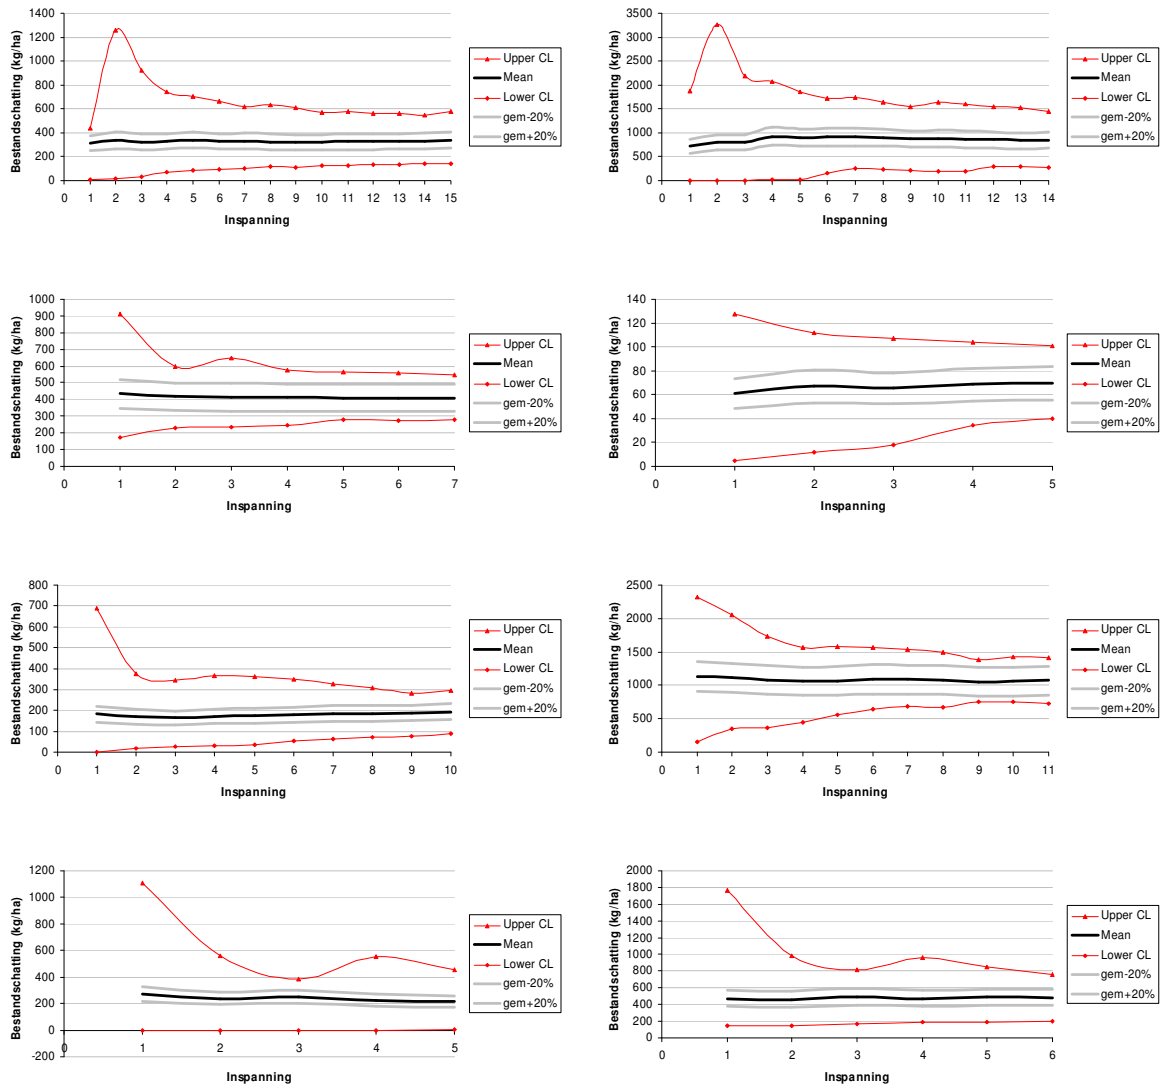 Bestandschatting (kg/ha)
1400
1200
1000
800
600
400
200
0
0 1 2 3 4 5 6 7 8 9 10 11 12 13 14 15
Inspanning
Upper CL
Mean
Lower CL
gem-20%
gem+20%
Bestandschatting (kg/ha)
3500
3000
2500
2000
1500
1000
500
0
0 1 2 3 4 5 6 7 8 9 10 11 12 13 14
Inspanning
Upper CL
Mean
Lower CL
gem-20%
gem+20%
Bestandschatting (kg/ha)
1000
900
800
700
600
500
400
300
200
100
0
0 1 2 3 4 5 6 7
Inspanning
Upper CL
Mean
Lower CL
gem-20%
gem+20%
Bestandschatting (kg/ha)
140
120
100
80
60
40
20
0
0 1 2 3 4 5
Inspanning
Upper CL
Mean
Lower CL
gem-20%
gem+20%
Bestandschatting (kg/ha)
800
700
600
500
400
300
200
100
0
0 1 2 3 4 5 6 7 8 9 10
Inspanning
Upper CL
Mean
Lower CL
gem-20%
gem+20%
Bestandschatting (kg/ha)
2500
2000
1500
1000
500
0
0 1 2 3 4 5 6 7 8 9 10 11
Inspanning
Upper CL
Mean
Lower CL
gem-20%
gem+20%
Bestandschatting (kg/ha)
1200
1000
800
600
400
200
0
-200
0 1 2 3 4 5
Inspanning
Upper CL
Mean
Lower CL
gem-20%
gem+20%
Bestandschatting (kg/ha)
2000
1800
1600
1400
1200
1000
800
600
400
200
0
0 1 2 3 4 5 6
Inspanning
Upper CL
Mean
Lower CL
gem-20%
gem+20%